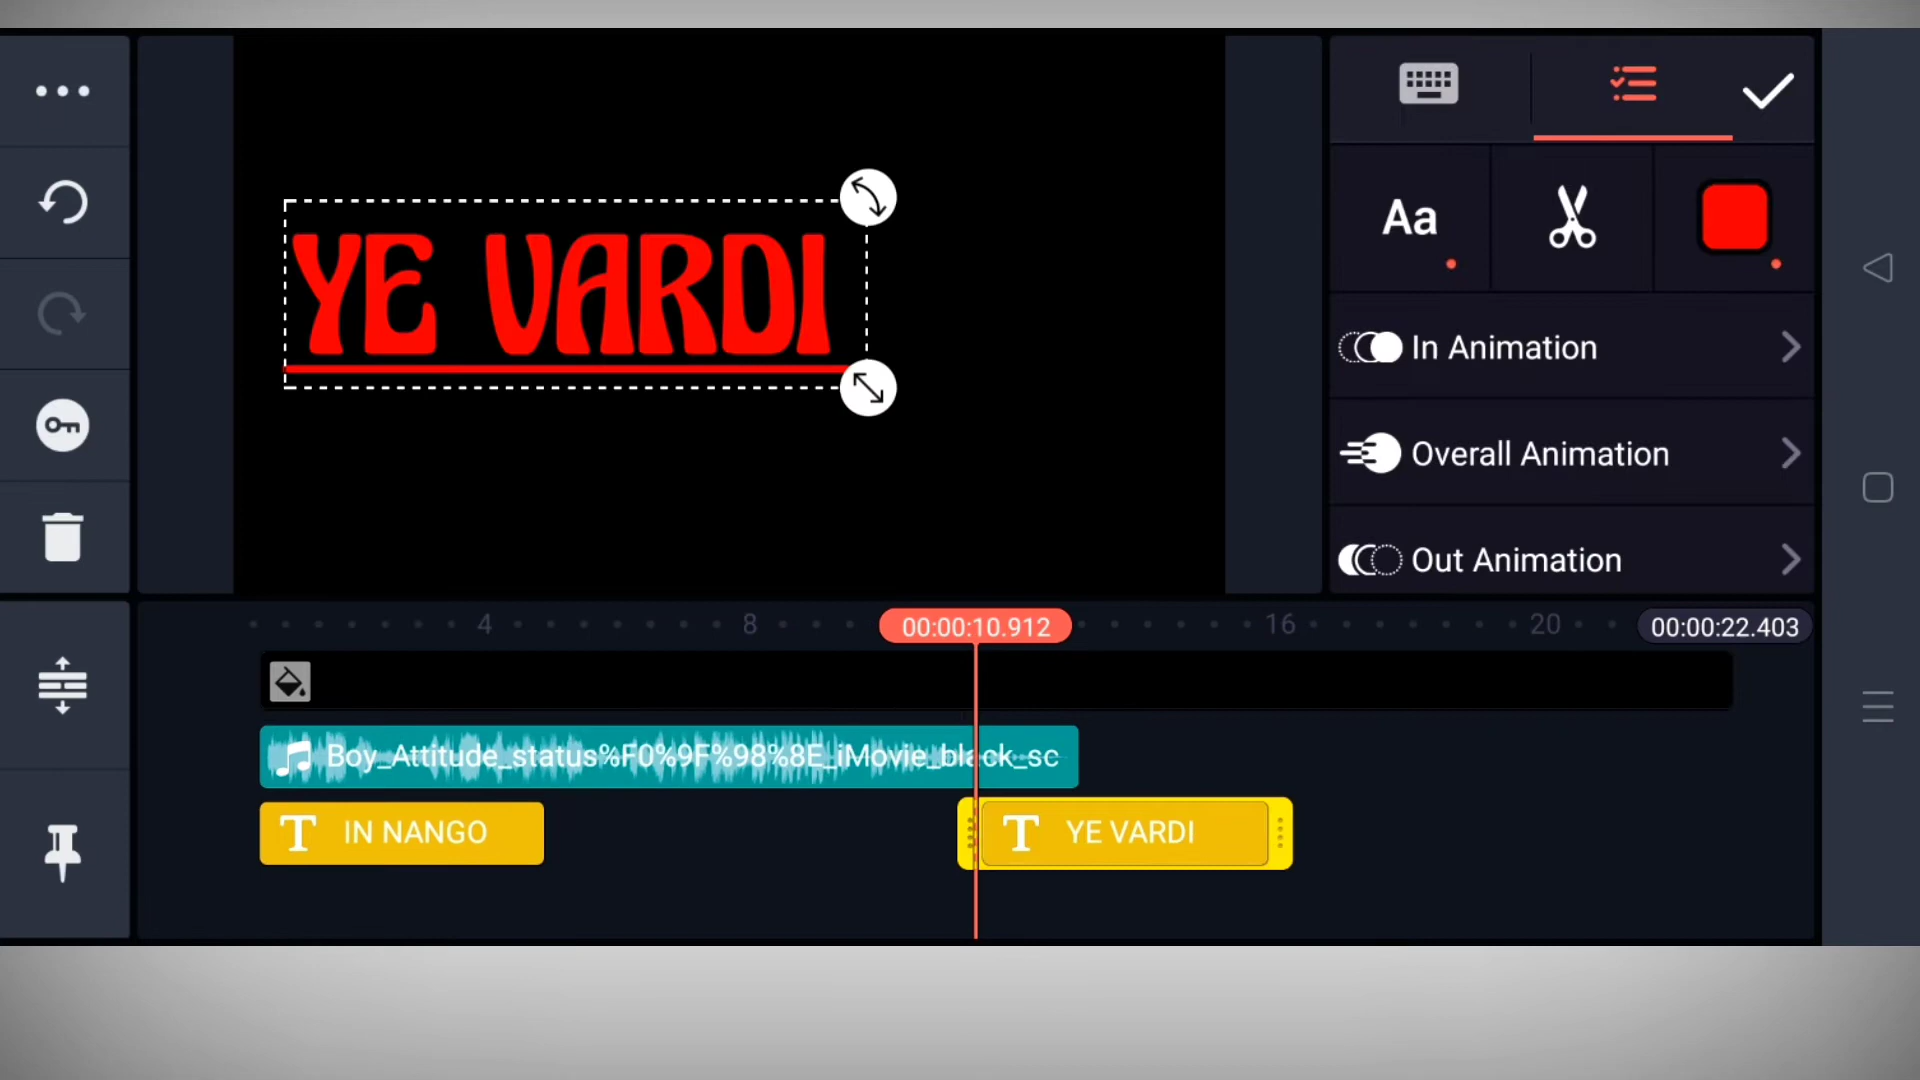 YE VARDI
Aa
In Animation
Overall Animation
Out Animation
4
8
00:00:10.912
16
20
00:00:22.403
Boy_Attitude_status%F0%9F%98%8E_iMovie_black_sc
T IN NANGO
T YE VARDI